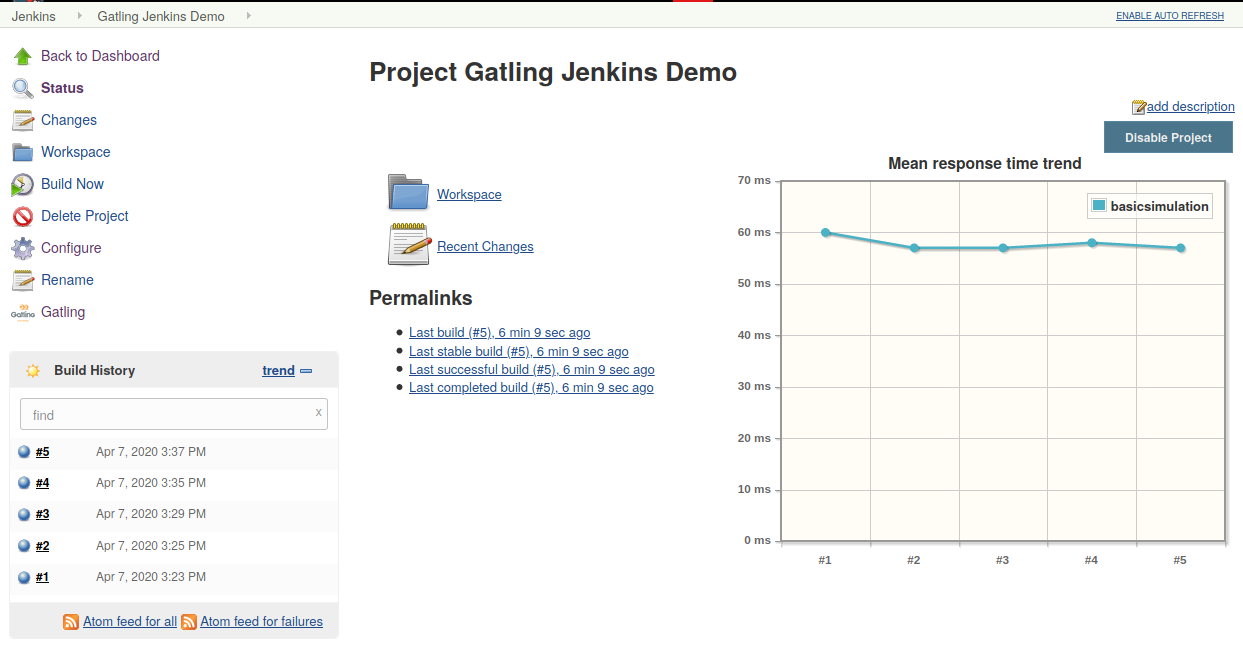 Jenkins Gatling Jenkins Demo ENABLE AUTO REFRESH
Back to Dashboard
Status
Changes
Workspace
Build Now
Delete Project
Configure
Rename
Gatling Gatling
Build History trend
find x
#5 Apr 7, 2020 3:37 PM
#4 Apr 7, 2020 3:35 PM
#3 Apr 7, 2020 3:29 PM
#2 Apr 7, 2020 3:25 PM
#1 Apr 7, 2020 3:23 PM
Atom feed for all Atom feed for failures
Project Gatling Jenkins Demo
add description
Disable Project
Workspace
Recent Changes
Permalinks
Last build (#5), 6 min 9 sec ago
Last stable build (#5), 6 min 9 sec ago
Last successful build (#5), 6 min 9 sec ago
Last completed build (#5), 6 min 9 sec ago
Mean response time trend
basicsimulation
70 ms
60 ms
50 ms
40 ms
30 ms
20 ms
10 ms
0 ms
#1 #2 #3 #4 #5